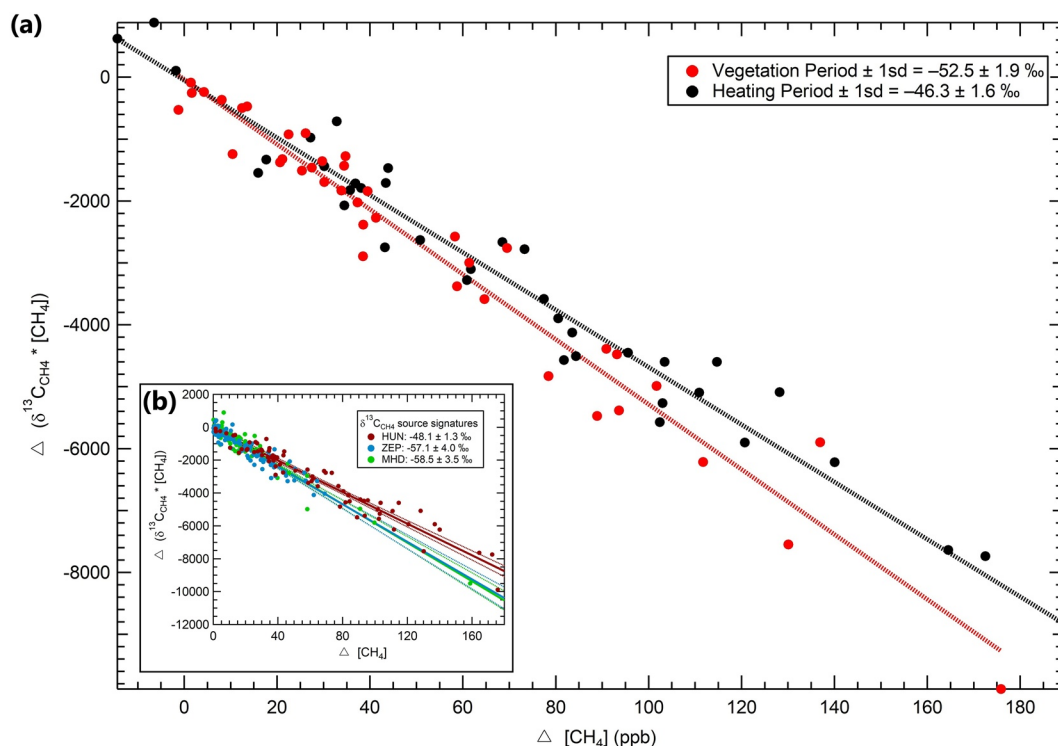 (a)
Vegetation Period ± 1sd = –52.5 ± 1.9 ‰
Heating Period ± 1sd = –46.3 ± 1.6 ‰
0
-2000
-4000
-6000
-8000
△ (δ¹³C_CH4 * [CH₄])
(b)
δ¹³C_CH4 source signatures
HUN: -48.1 ± 1.3 ‰
ZEP: -57.1 ± 4.0 ‰
MHD: -58.5 ± 3.5 ‰
2000
0
-2000
-4000
-6000
-8000
-10000
-12000
△ (δ¹³C_CH4 * [CH₄])
0 40 80 120 160
△ [CH₄]
0 20 40 60 80 100 120 140 160 180
△ [CH₄] (ppb)